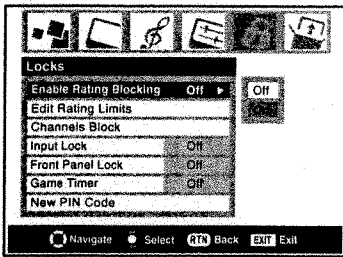 Locks
Enable Rating Blocking Off Off
Edit Rating Limits
Channels Block
Input Lock Off
Front Panel Lock Off
Game Timer Off
New PIN Code
Navigate Select RTN Back EXIT Exit